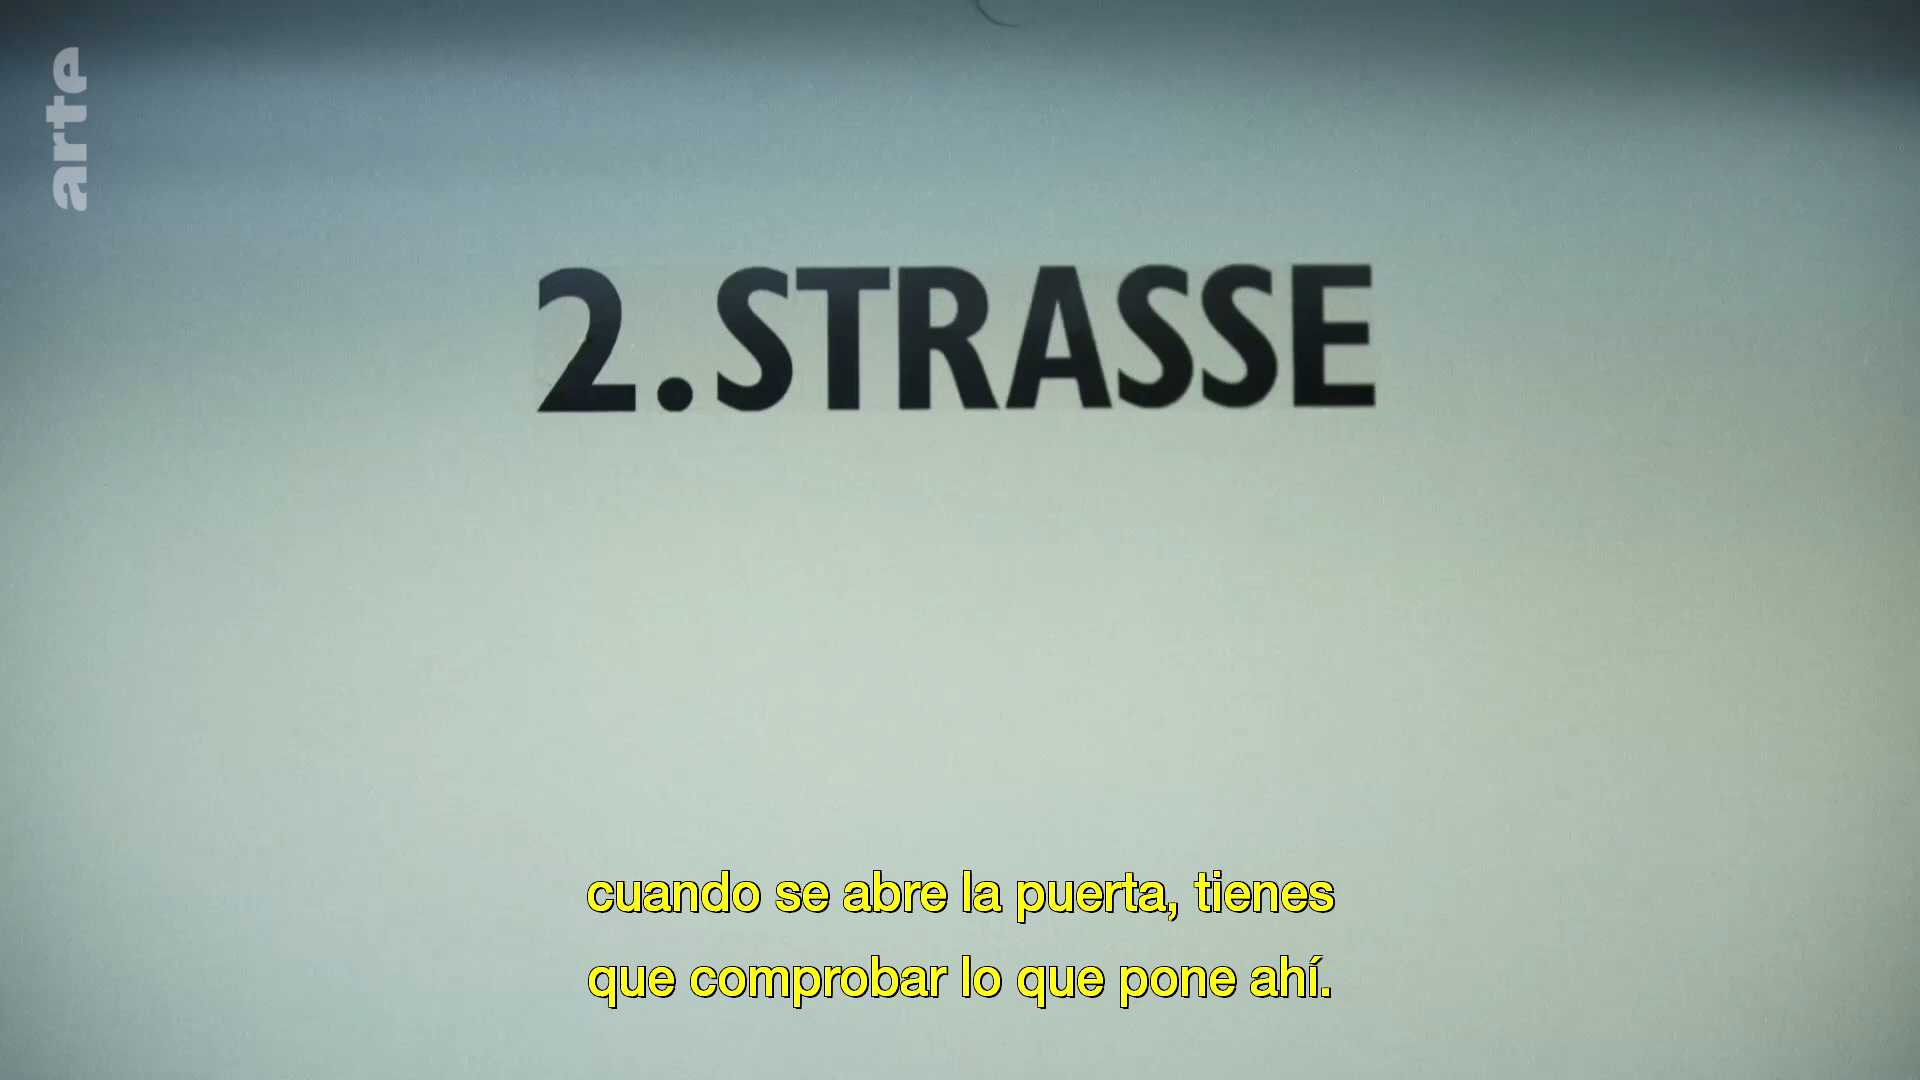 arte
2. STRASSE
cuando se abre la puerta, tienes
que comprobar lo que pone ahí.